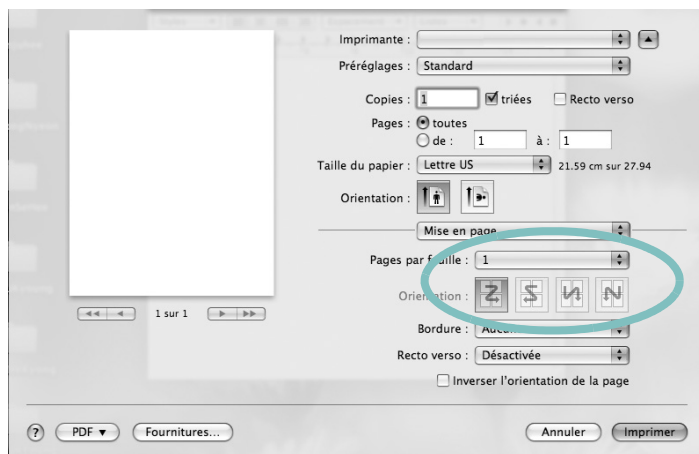 Imprimante :
Préréglages : Standard
Copies : 1 triées Recto verso
Pages : toutes
de : 1 à : 1
Taille du papier : Lettre US 21.59 cm sur 27.94
Orientation :
Mise en page
Pages par feuille : 1
Orientation :
1 sur 1
Bordure :
Recto verso : Désactivée
Inverser l'orientation de la page
? PDF Fournitures... Annuler Imprimer